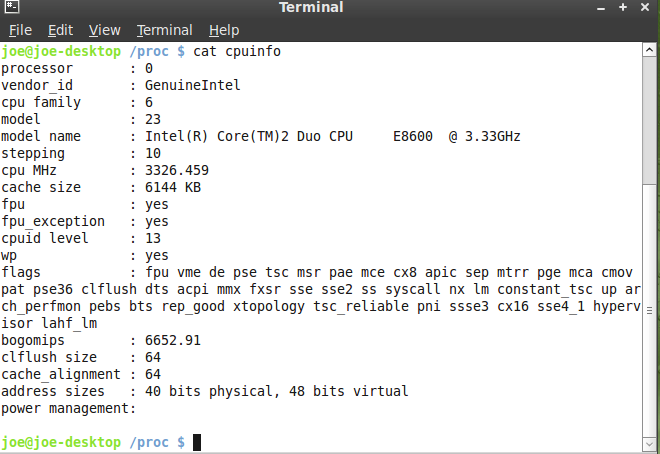 Terminal
File Edit View Terminal Help
joe@joe-desktop /proc $ cat cpuinfo
processor : 0
vendor_id : GenuineIntel
cpu family : 6
model : 23
model name : Intel(R) Core(TM)2 Duo CPU     E8600  @ 3.33GHz
stepping : 10
cpu MHz : 3326.459
cache size : 6144 KB
fpu : yes
fpu_exception : yes
cpuid level : 13
wp : yes
flags : fpu vme de pse tsc msr pae mce cx8 apic sep mtrr pge mca cmov
pat pse36 clflush dts acpi mmx fxsr sse sse2 ss syscall nx lm constant_tsc up ar
ch_perfmon pebs bts rep_good xtopology tsc_reliable pni ssse3 cx16 sse4_1 hyperv
isor lahf_lm
bogomips : 6652.91
clflush size : 64
cache_alignment : 64
address sizes : 40 bits physical, 48 bits virtual
power management:
joe@joe-desktop /proc $